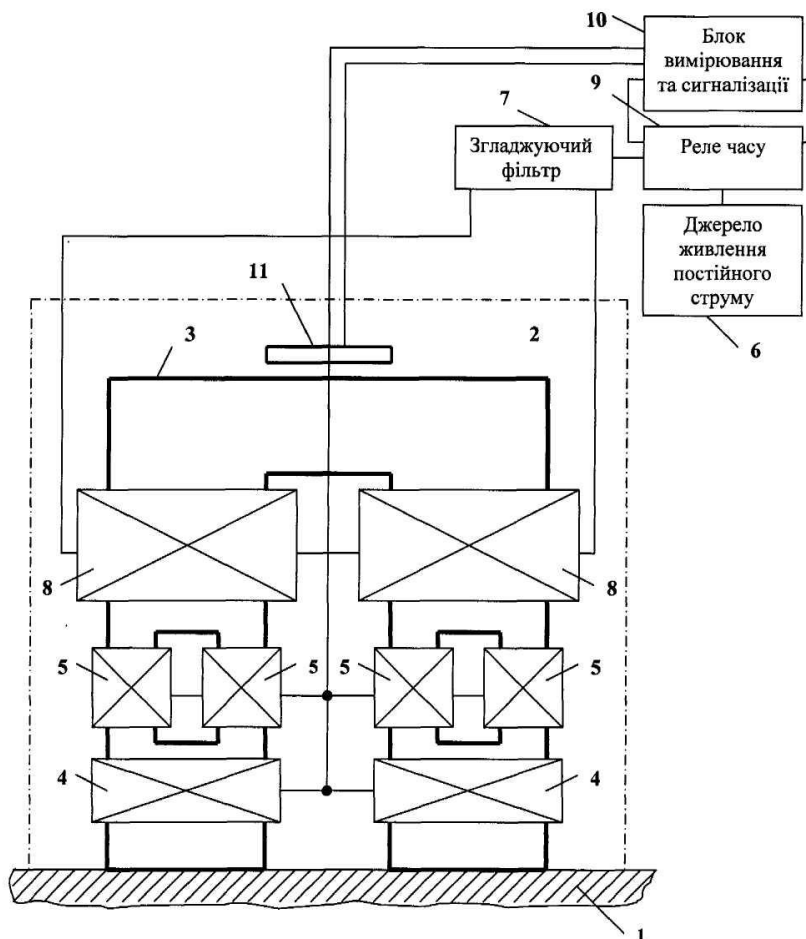 10
Блок
вимірювання
та сигналізації
9
7
Згладжуючий
фільтр
Реле часу
Джерело
живлення
постійного
струму
6
11
3
2
8
8
5
5
5
5
4
4
1